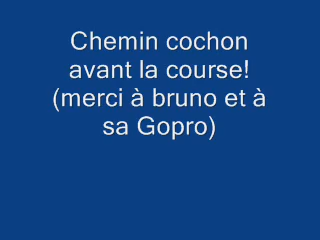 Chemin cochon
avant la course!
(merci à bruno et à
sa Gopro)